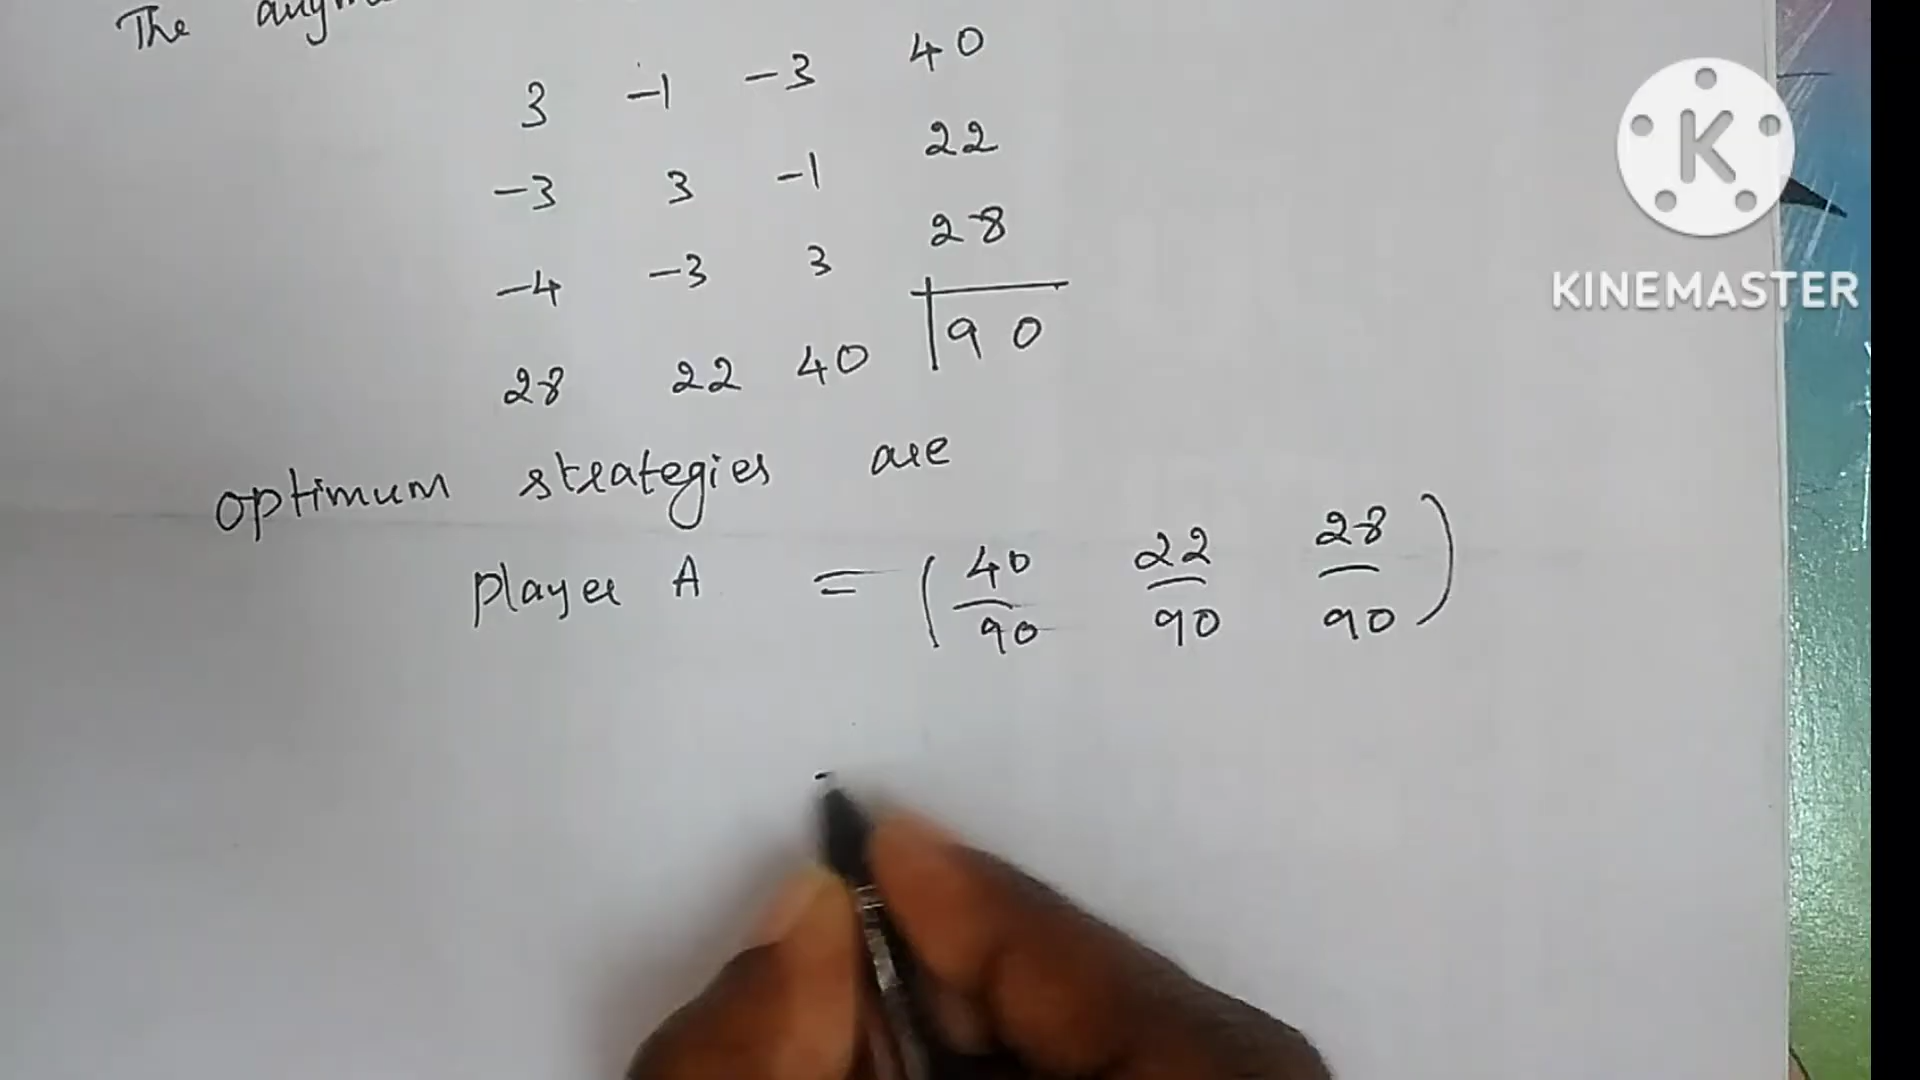 The
3 -1 -3 40
-3 3 -1 22
-4 -3 3 28
28 22 40 90
optimum strategies are
player A = ( 40/90 22/90 28/90 )
K
KINEMASTER